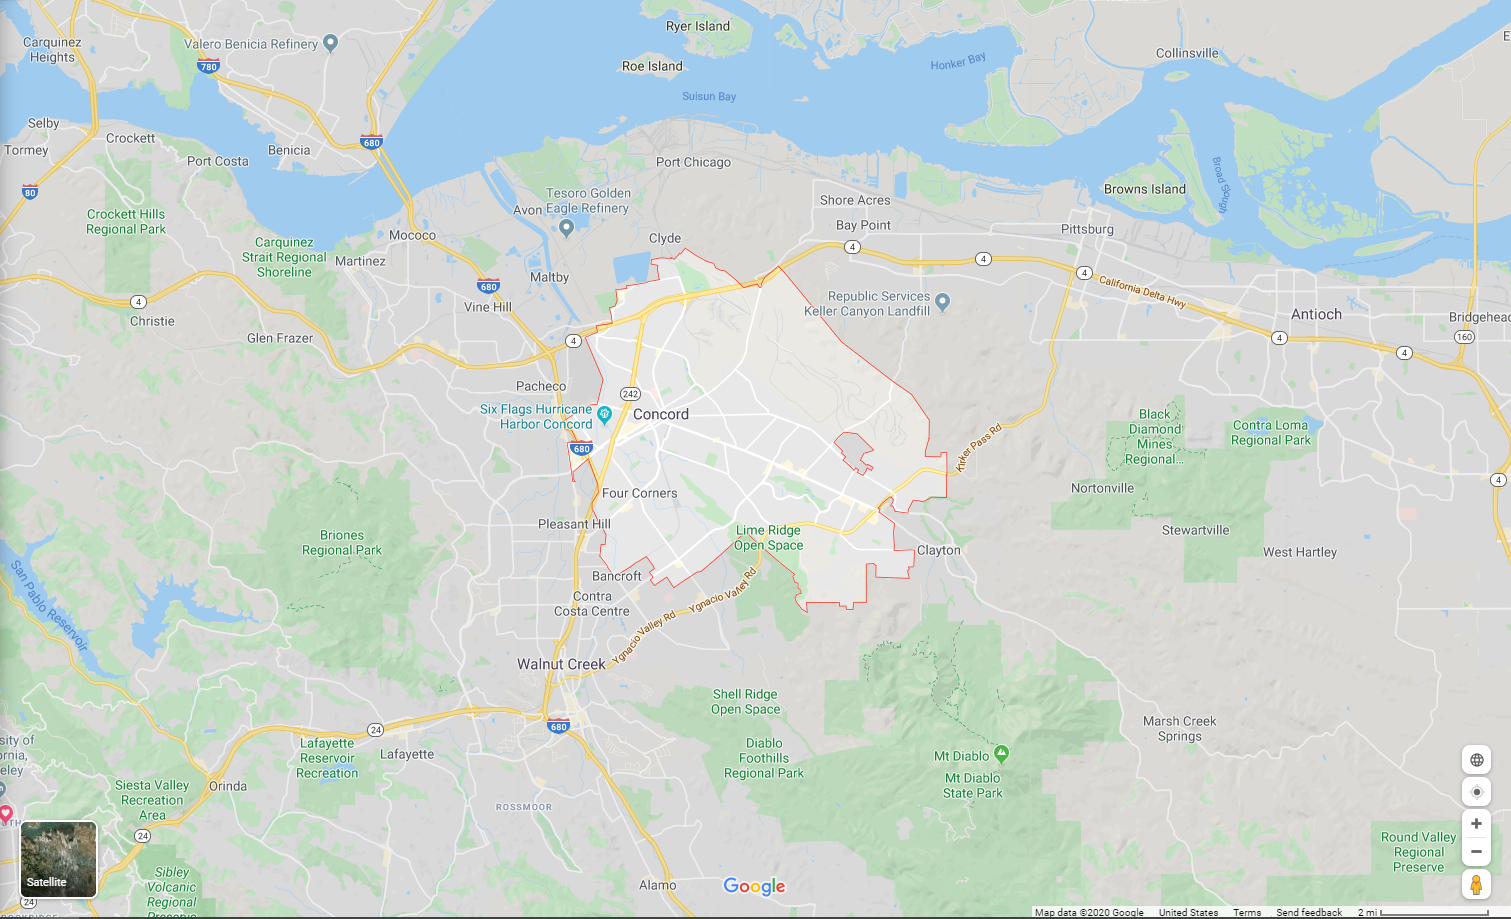 Ryer Island
Carquinez
Heights
Valero Benicia Refinery
Collinsville
Honker Bay
Roe Island
780
Suisun Bay
Selby
Crockett
680
Tormey
Benicia
Port Costa
Port Chicago
Broad Slough
80
Browns Island
Tesoro Golden
Eagle Refinery
Avon
Shore Acres
Crockett Hills
Regional Park
Bay Point
Pittsburg
Mococo
Clyde
4
Carquinez
Strait Regional
Shoreline
Martinez
4
4
Maltby
680
California Delta Hwy
4
Republic Services
Keller Canyon Landfill
Vine Hill
Antioch
Christie
Bridgehead
Glen Frazer
4
4
160
4
Pacheco
242
Six Flags Hurricane
Harbor Concord
Concord
Black
Diamond
Mines
Regional...
Contra Loma
Regional Park
680
Kirker Pass Rd
4
Four Corners
Nortonville
Pleasant Hill
Lime Ridge
Open Space
Stewartville
Briones
Regional Park
Clayton
West Hartley
San Pablo Reservoir
Bancroft
Contra
Costa Centre
Ygnacio Valley Rd
Ygnacio Valley Rd
Walnut Creek
Shell Ridge
Open Space
680
24
Marsh Creek
Springs
sity of
rnia,
eley
Lafayette
Reservoir
Recreation
Lafayette
Diablo
Foothills
Regional Park
Mt Diablo
Mt Diablo
State Park
Siesta Valley
Recreation
Area
Orinda
ROSSMOOR
24
Round Valley
Regional
Preserve
Satellite
Sibley
Volcanic
Regional
Preserve
Alamo
Google
24
Map data ©2020 Google United States Terms Send feedback 2 mi